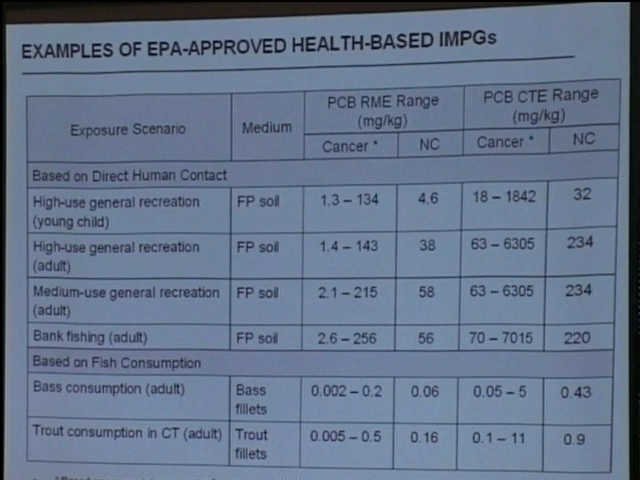 EXAMPLES OF EPA-APPROVED HEALTH-BASED IMPGs
Exposure Scenario Medium PCB RME Range (mg/kg) PCB CTE Range (mg/kg)
Cancer * NC Cancer * NC
Based on Direct Human Contact
High-use general recreation (young child) FP soil 1.3 – 134 4.6 18 – 1842 32
High-use general recreation (adult) FP soil 1.4 – 143 38 63 – 6305 234
Medium-use general recreation (adult) FP soil 2.1 – 215 58 63 – 6305 234
Bank fishing (adult) FP soil 2.6 – 256 56 70 – 7015 220
Based on Fish Consumption
Bass consumption (adult) Bass fillets 0.002 – 0.2 0.06 0.05 – 5 0.43
Trout consumption in CT (adult) Trout fillets 0.005 – 0.5 0.16 0.1 – 11 0.9